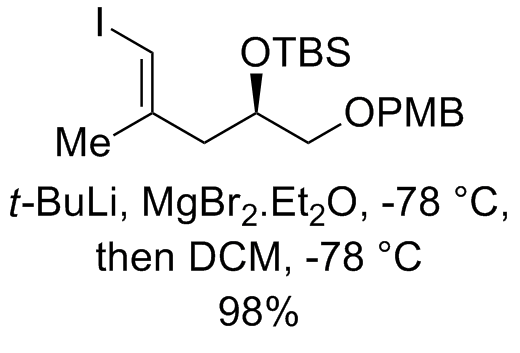 I
OTBS
OPMB
Me
t-BuLi, MgBr₂.Et₂O, -78 °C,
then DCM, -78 °C
98%